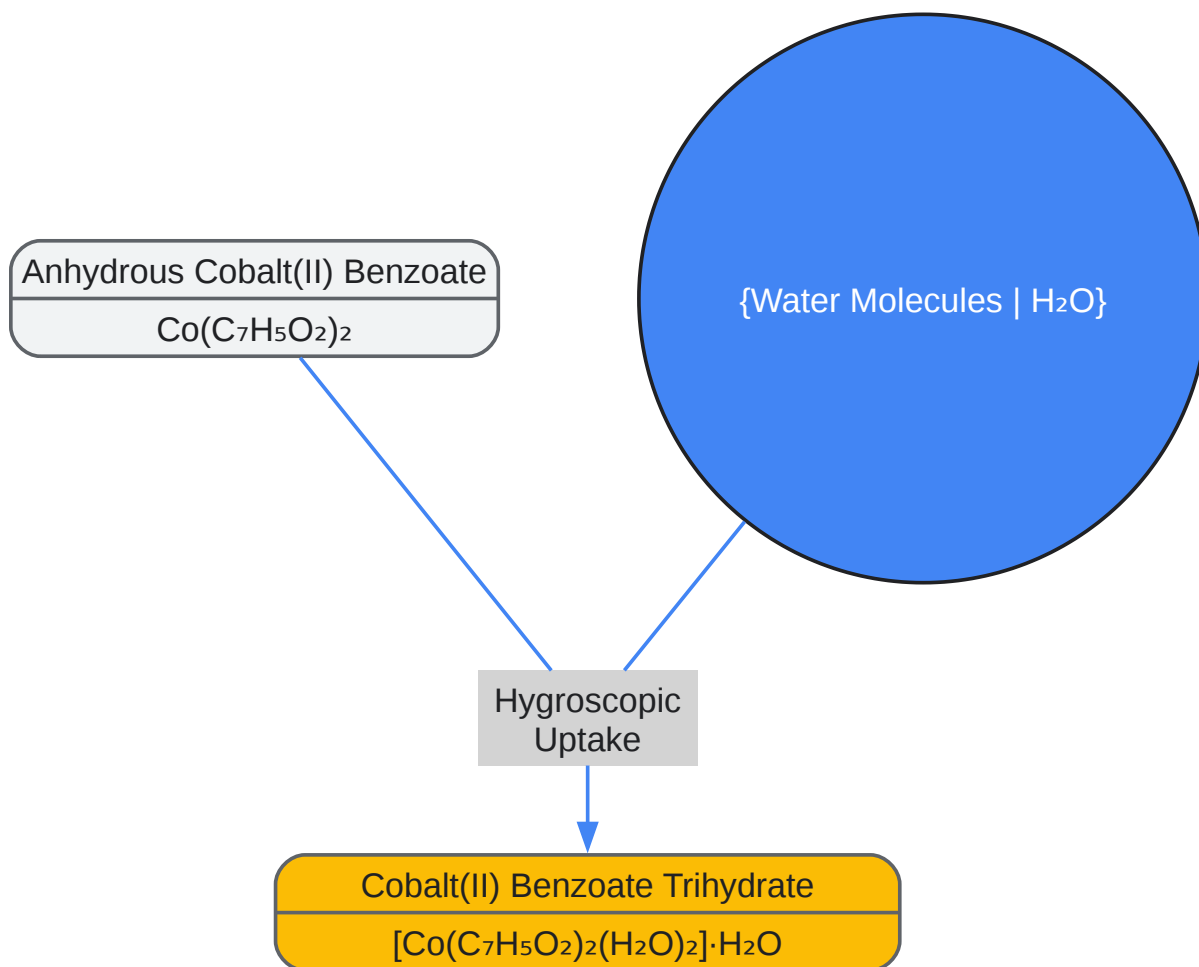 Anhydrous Cobalt(II) Benzoate
Co(C₇H₅O₂)₂
{Water Molecules | H₂O}
Hygroscopic
Uptake
Cobalt(II) Benzoate Trihydrate
[Co(C₇H₅O₂)₂(H₂O)₂]·H₂O